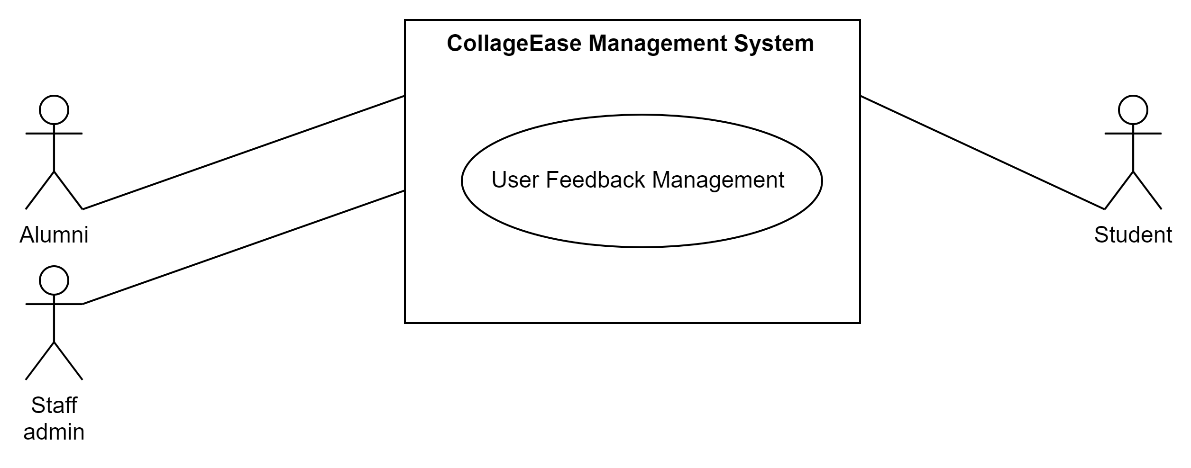 CollageEase Management System
User Feedback Management
Alumni
Student
Staff
admin